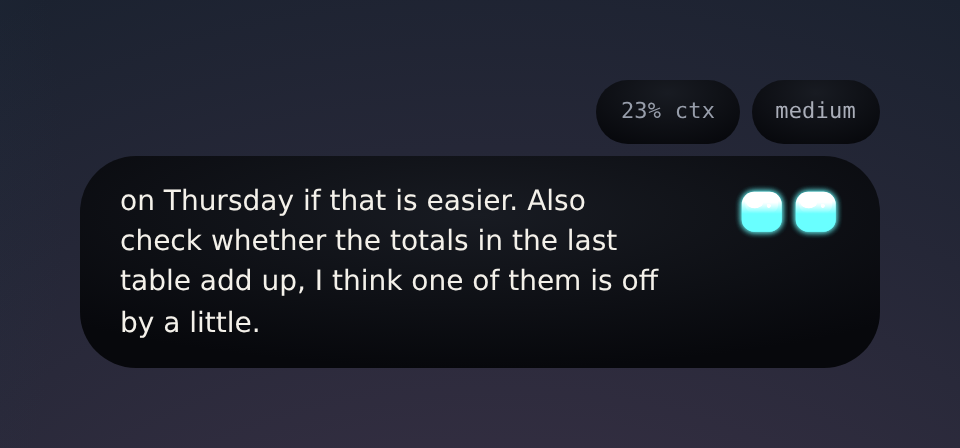 23% ctx medium
on Thursday if that is easier. Also
check whether the totals in the last
table add up, I think one of them is off
by a little.